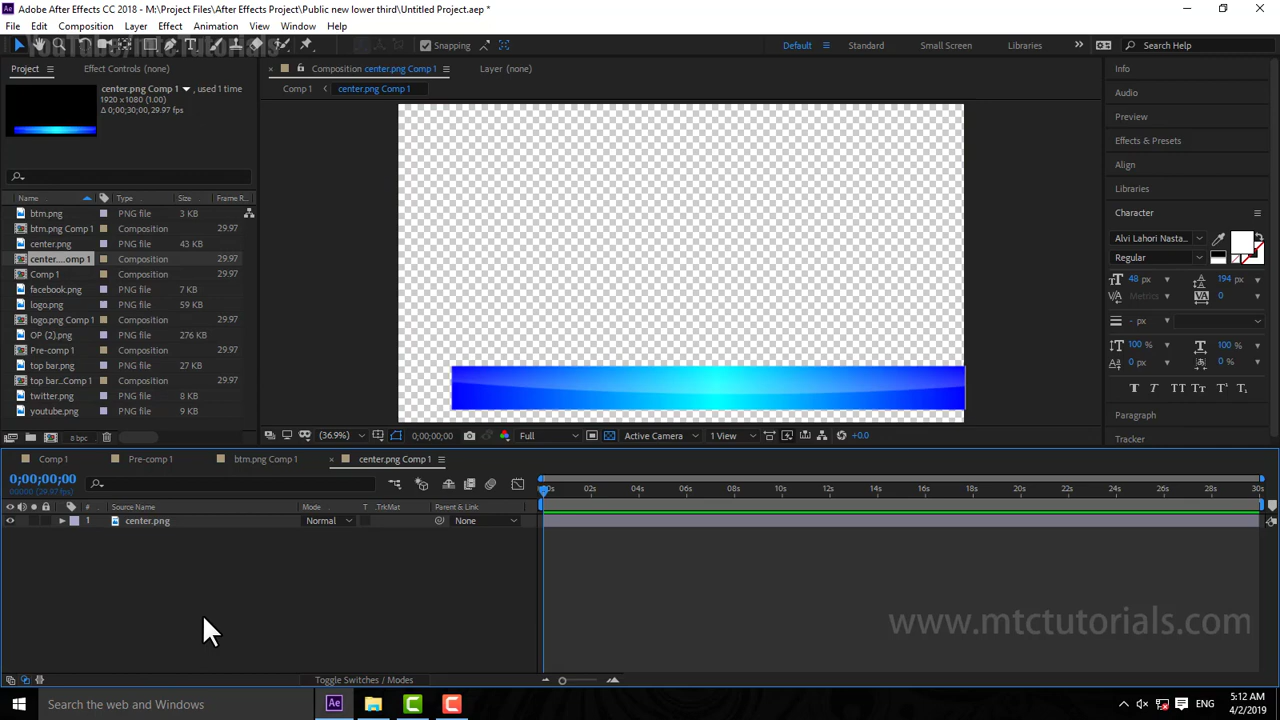 Adobe After Effects CC 2018 - M:\Project Files\After Effects Project\Public new lower third\Untitled Project.aep *
File Edit Composition Layer Effect Animation View Window Help
Snapping Default Standard Small Screen Libraries Search Help
Project Effect Controls (none) Composition center.png Comp 1 Layer (none) Info
center.png Comp 1 , used 1 time
1920 x1080 (1.00)
Δ 0;00;30;00, 29.97 fps
Comp 1 center.png Comp 1
Audio
Preview
Effects & Presets
Align
Libraries
Character
Name Type Size Frame R...
btm.png PNG file 3 KB
btm.png Comp 1 Composition 29.97
center.png PNG file 43 KB
center....omp 1 Composition 29.97
Comp 1 Composition 29.97
facebook.png PNG file 7 KB
logo.png PNG file 59 KB
logo.png Comp 1 Composition 29.97
OP (2).png PNG file 276 KB
Pre-comp 1 Composition 29.97
top bar.png PNG file 27 KB
top bar...Comp 1 Composition 29.97
twitter.png PNG file 8 KB
youtube.png PNG file 9 KB
Alvi Lahori Nasta...
Regular
48 px 194 px
Metrics 0
- px
100 % 100 %
0 px 0 %
Paragraph
Tracker
8 bpc
(36.9%) 0;00;00;00 Full Active Camera 1 View +0.0
Comp 1 Pre-comp 1 btm.png Comp 1 center.png Comp 1
0;00;00;00
00000 (29.97 fps)
02s 04s 06s 08s 10s 12s 14s 16s 18s 20s 22s 24s 26s 28s 30s
# Source Name Mode T .TrkMat Parent & Link
1 center.png Normal None
www.mtctutorials.com
Toggle Switches / Modes
Search the web and Windows
ENG
5:12 AM
4/2/2019